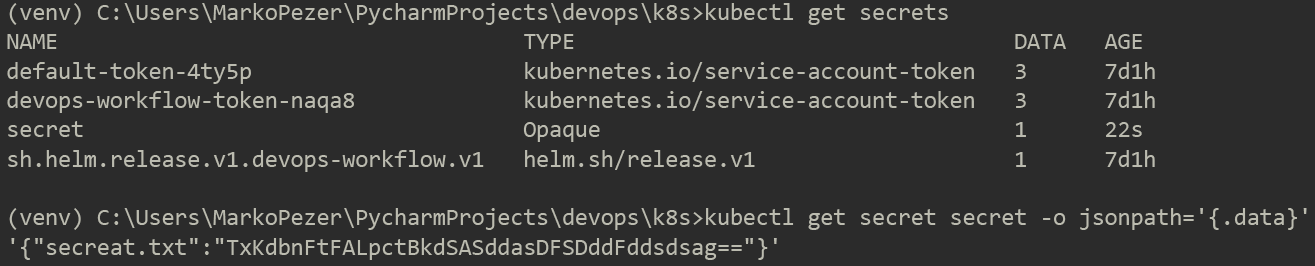 (venv) C:\Users\MarkoPezer\PycharmProjects\devops\k8s>kubectl get secrets
NAME TYPE DATA AGE
default-token-4ty5p kubernetes.io/service-account-token 3 7d1h
devops-workflow-token-naqa8 kubernetes.io/service-account-token 3 7d1h
secret Opaque 1 22s
sh.helm.release.v1.devops-workflow.v1 helm.sh/release.v1 1 7d1h
(venv) C:\Users\MarkoPezer\PycharmProjects\devops\k8s>kubectl get secret secret -o jsonpath='{.data}'
'{"secreat.txt":"TxKdbnFtFALpctBkdSASddasDFSDddFddsdsag=="}'